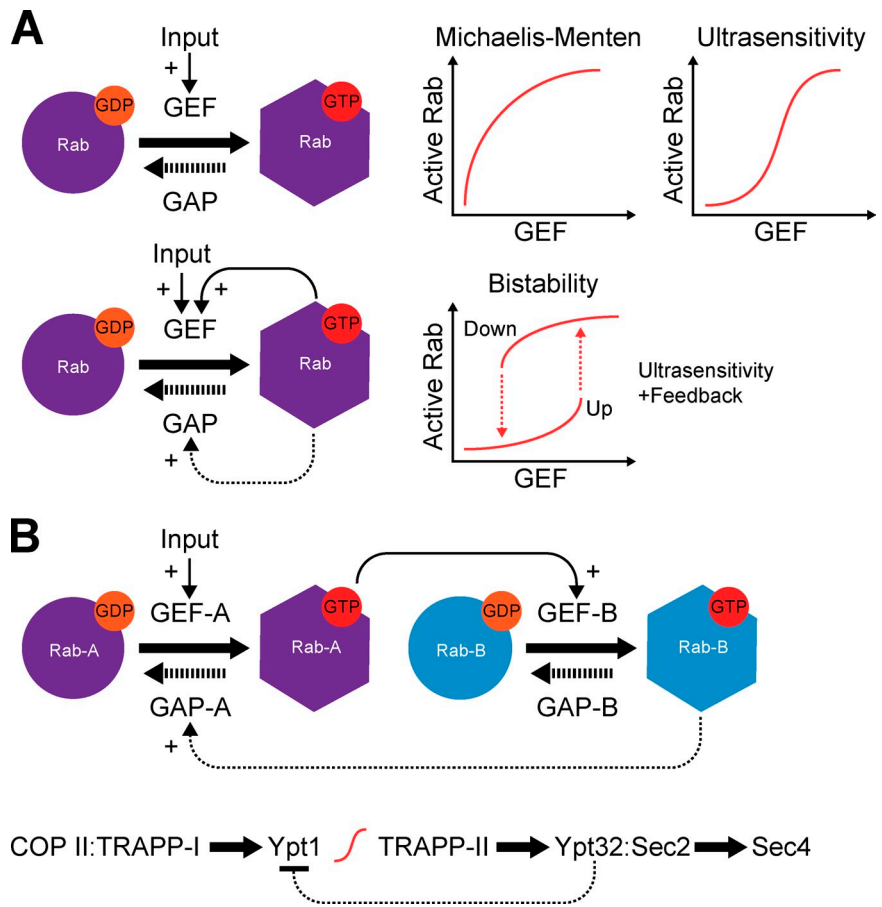 A
Input
+
GEF
GDP
Rab
GTP
Rab
GAP
Michaelis-Menten
Active Rab
GEF
Ultrasensitivity
Active Rab
GEF
Input
+
+
GEF
GDP
Rab
GTP
Rab
GAP
+
Bistability
Down
Up
Active Rab
GEF
Ultrasensitivity
+Feedback
B
Input
+
GEF-A
GDP
Rab-A
GTP
Rab-A
GAP-A
+
+
GEF-B
GDP
Rab-B
GTP
Rab-B
GAP-B
COP II:TRAPP-I Ypt1 TRAPP-II Ypt32:Sec2 Sec4